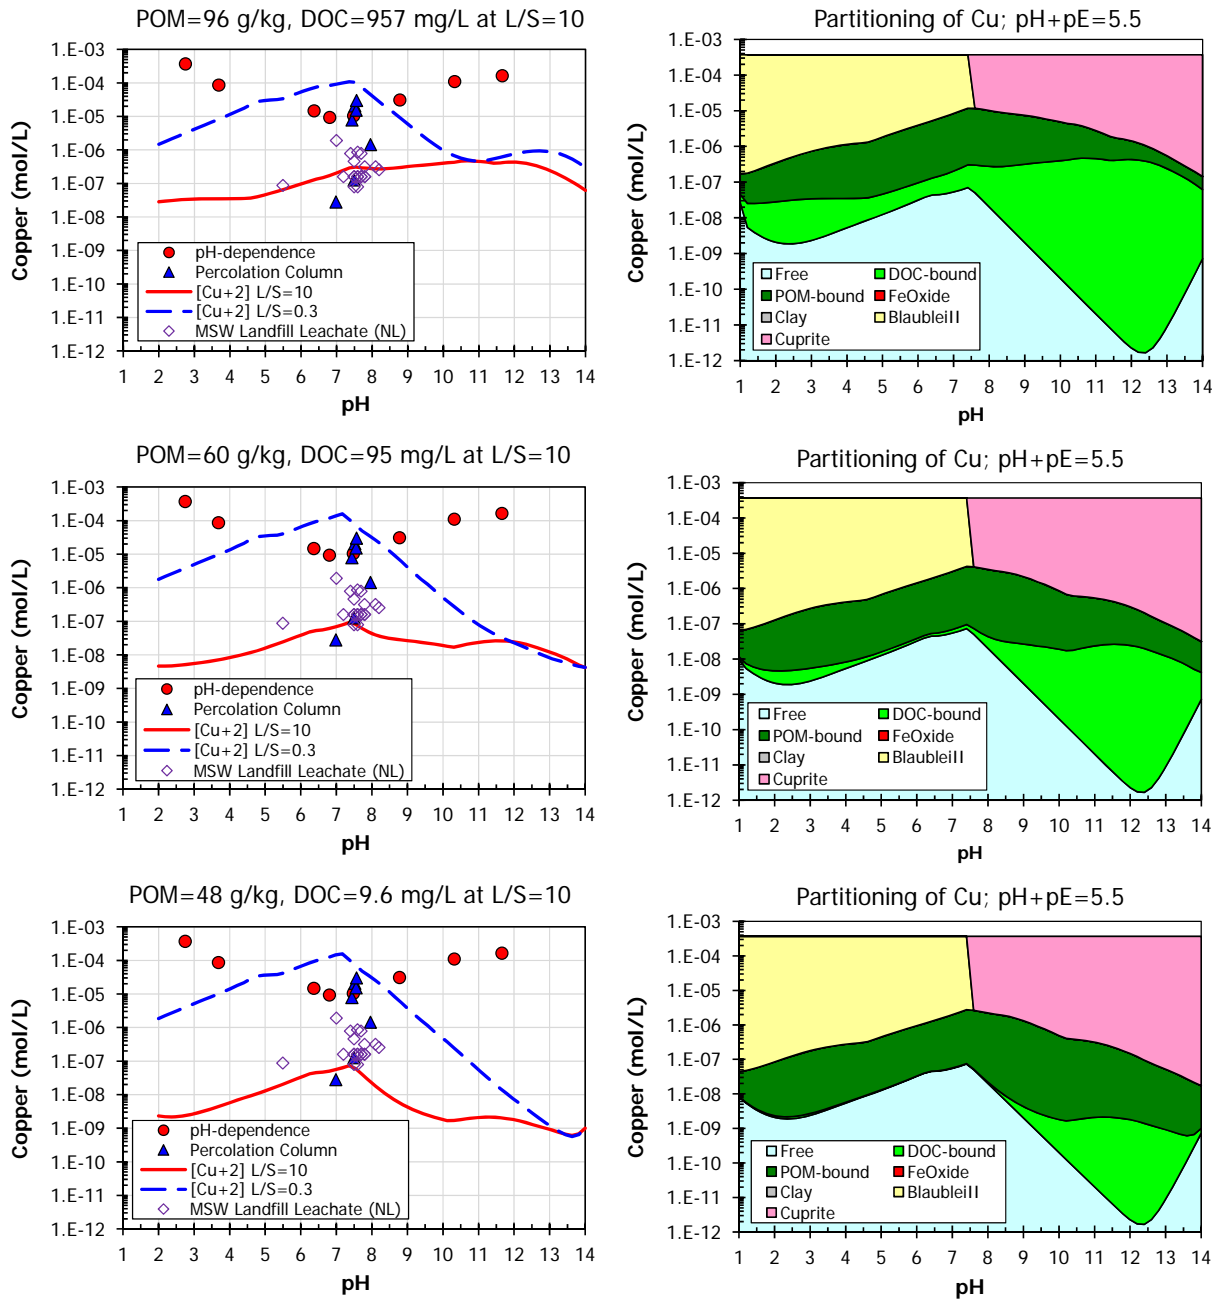 POM=96 g/kg, DOC=957 mg/L at L/S=10
Copper (mol/L)
1.E-03
1.E-04
1.E-05
1.E-06
1.E-07
1.E-08
1.E-09
1.E-10
1.E-11
1.E-12
pH-dependence
Percolation Column
[Cu+2] L/S=10
[Cu+2] L/S=0.3
MSW Landfill Leachate (NL)
1 2 3 4 5 6 7 8 9 10 11 12 13 14
pH
Partitioning of Cu; pH+pE=5.5
Copper (mol/L)
1.E-03
1.E-04
1.E-05
1.E-06
1.E-07
1.E-08
1.E-09
1.E-10
1.E-11
1.E-12
Free DOC-bound
POM-bound FeOxide
Clay BlaubleiII
Cuprite
1 2 3 4 5 6 7 8 9 10 11 12 13 14
pH
POM=60 g/kg, DOC=95 mg/L at L/S=10
Copper (mol/L)
1.E-03
1.E-04
1.E-05
1.E-06
1.E-07
1.E-08
1.E-09
1.E-10
1.E-11
1.E-12
pH-dependence
Percolation Column
[Cu+2] L/S=10
[Cu+2] L/S=0.3
MSW Landfill Leachate (NL)
1 2 3 4 5 6 7 8 9 10 11 12 13 14
pH
Partitioning of Cu; pH+pE=5.5
Copper (mol/L)
1.E-03
1.E-04
1.E-05
1.E-06
1.E-07
1.E-08
1.E-09
1.E-10
1.E-11
1.E-12
Free DOC-bound
POM-bound FeOxide
Clay BlaubleiII
Cuprite
1 2 3 4 5 6 7 8 9 10 11 12 13 14
pH
POM=48 g/kg, DOC=9.6 mg/L at L/S=10
Copper (mol/L)
1.E-03
1.E-04
1.E-05
1.E-06
1.E-07
1.E-08
1.E-09
1.E-10
1.E-11
1.E-12
pH-dependence
Percolation Column
[Cu+2] L/S=10
[Cu+2] L/S=0.3
MSW Landfill Leachate (NL)
1 2 3 4 5 6 7 8 9 10 11 12 13 14
pH
Partitioning of Cu; pH+pE=5.5
Copper (mol/L)
1.E-03
1.E-04
1.E-05
1.E-06
1.E-07
1.E-08
1.E-09
1.E-10
1.E-11
1.E-12
Free DOC-bound
POM-bound FeOxide
Clay BlaubleiII
Cuprite
1 2 3 4 5 6 7 8 9 10 11 12 13 14
pH